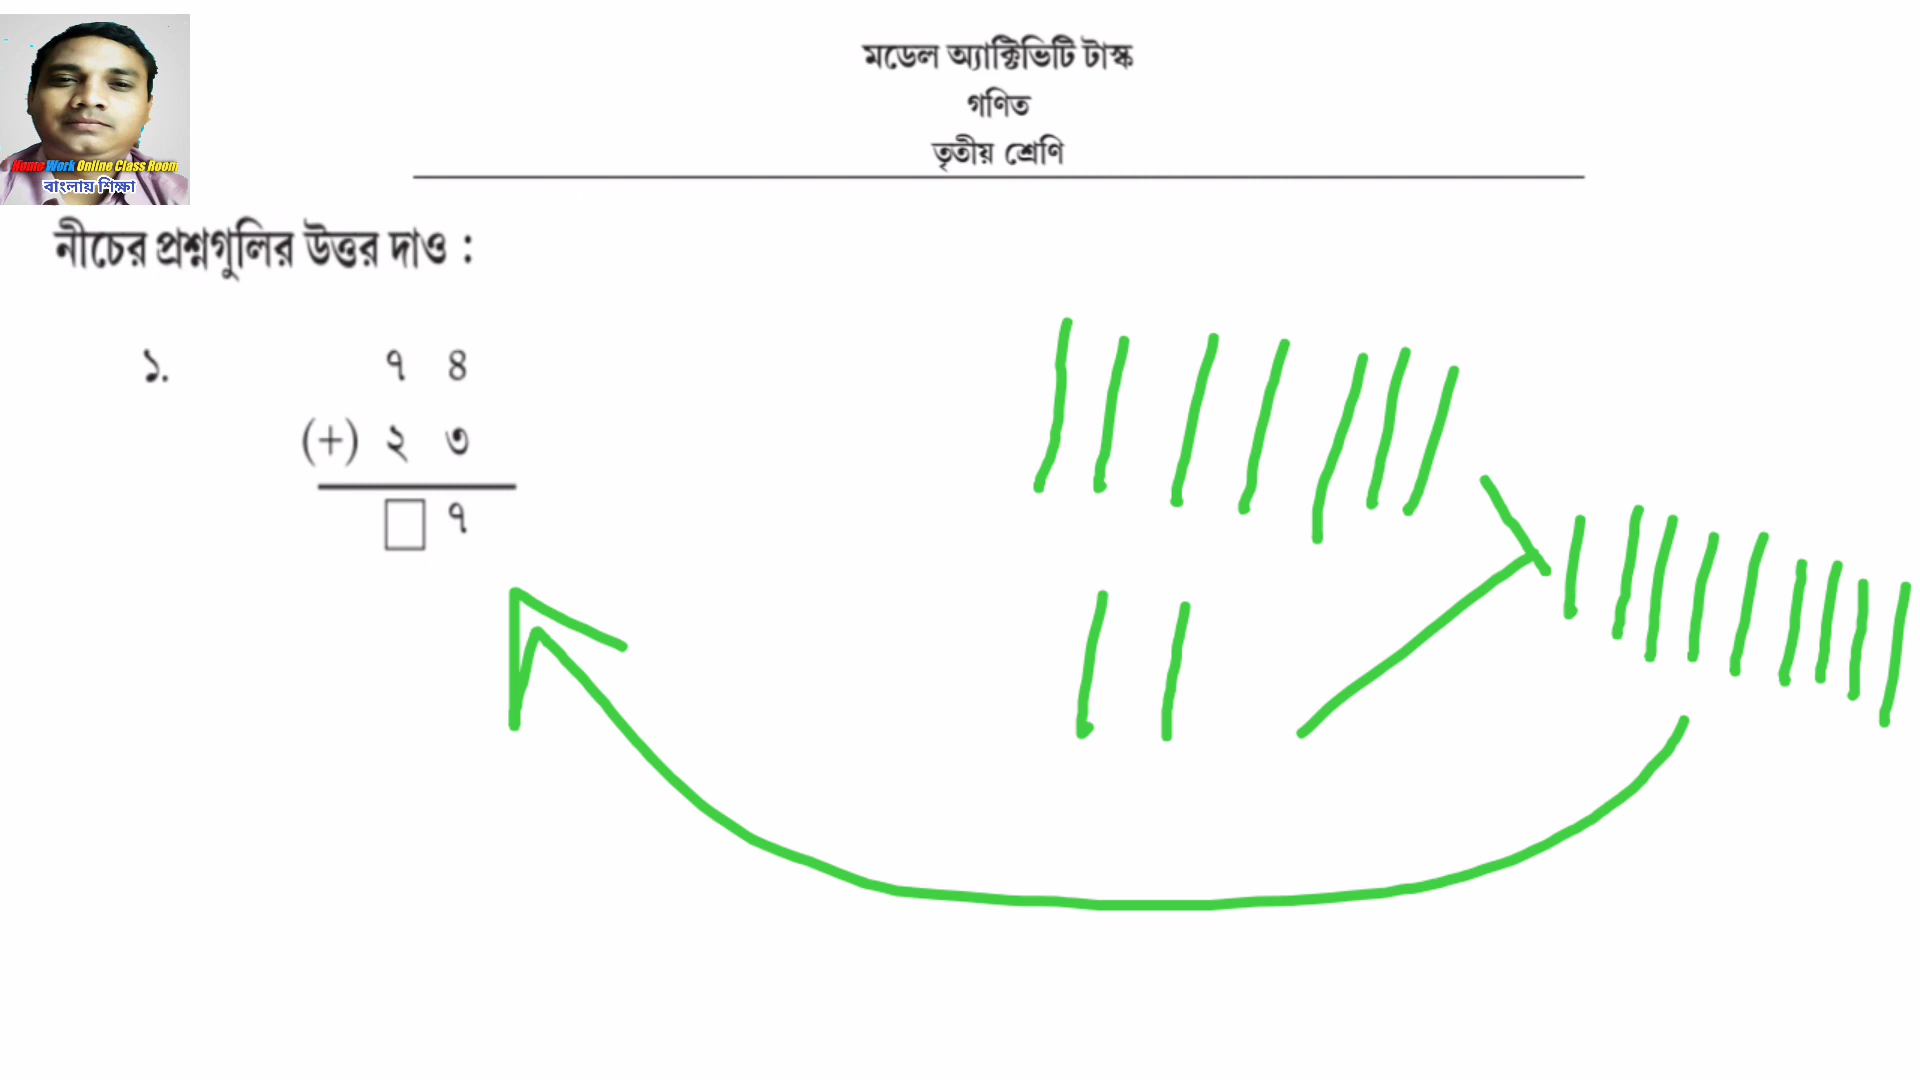 মডেল অ্যাক্টিভিটি টাস্ক
গণিত
তৃতীয় শ্রেণি
Home Work Online Class Room
বাংলায় শিক্ষা
নীচের প্রশ্নগুলির উত্তর দাও :
১. ৭ ৪
(+) ২ ৩
৭